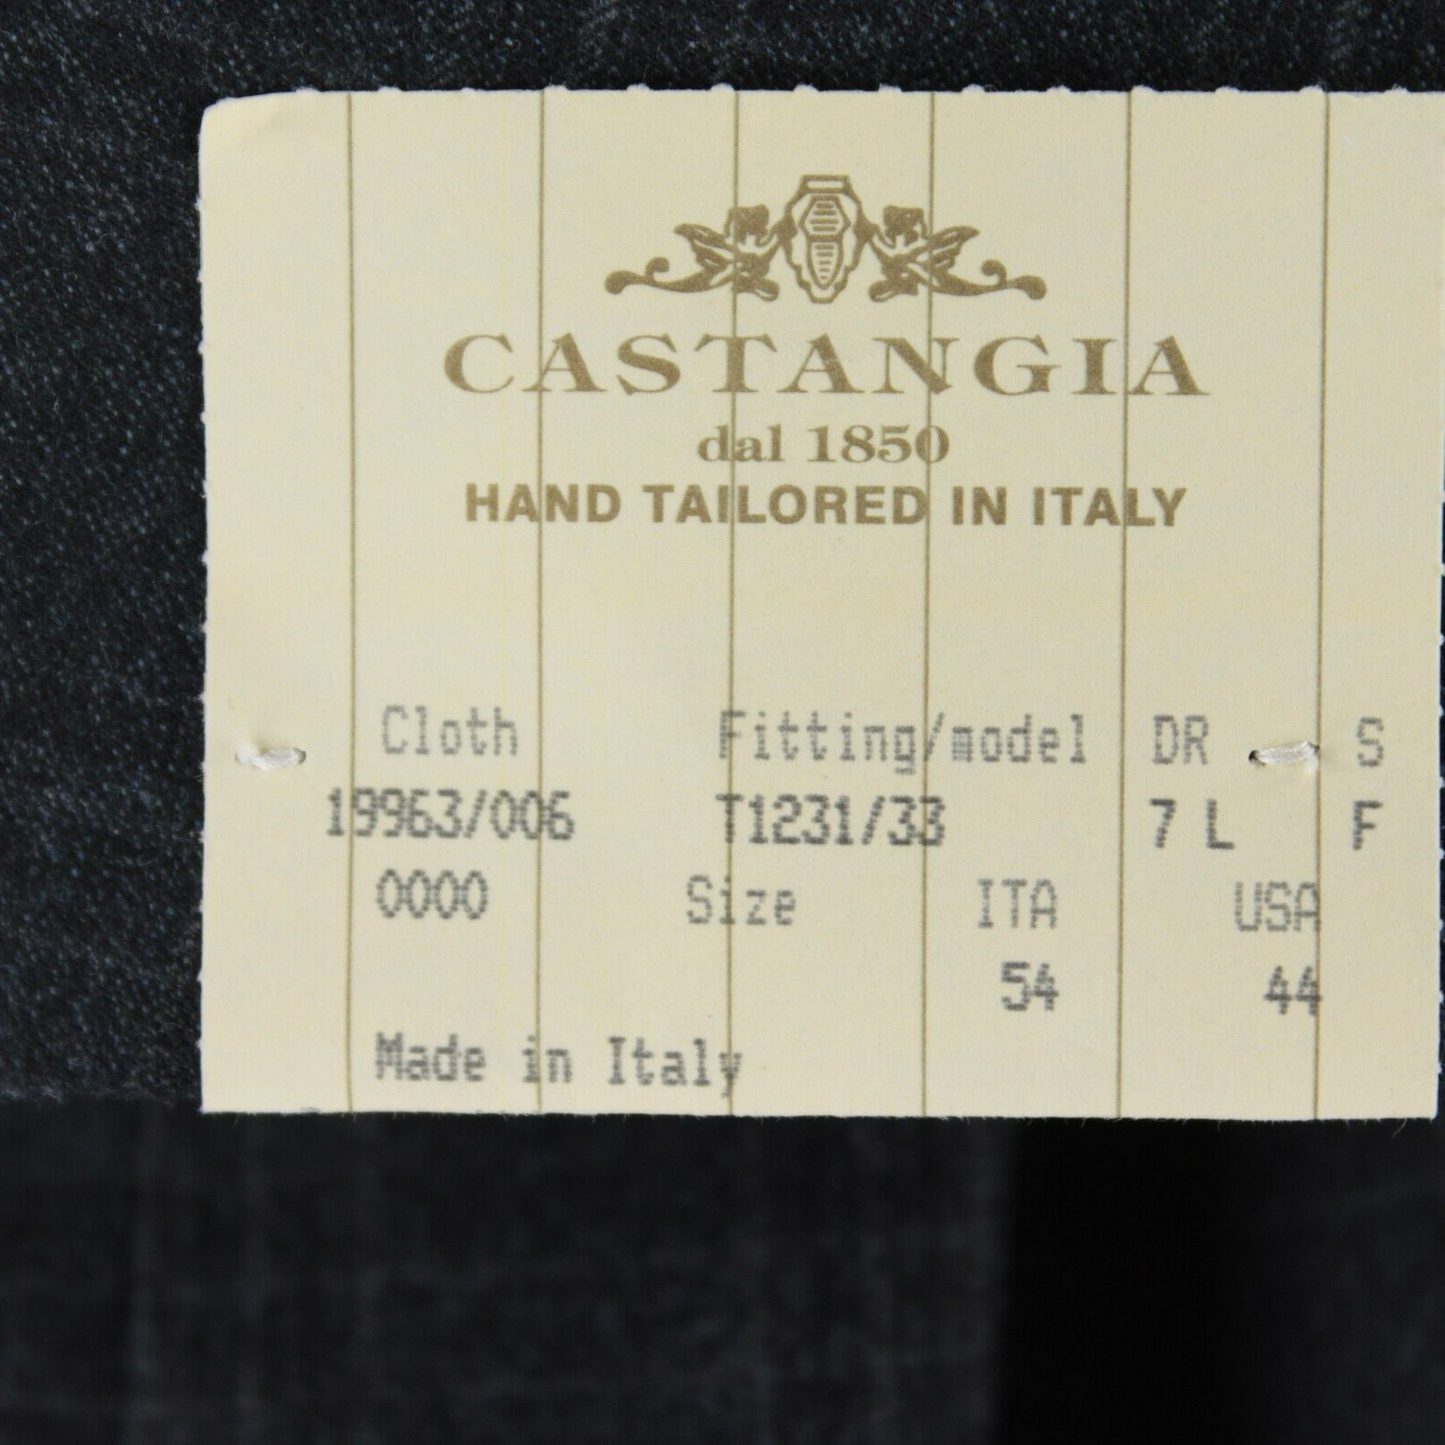 CASTANGIA
dal 1850
HAND TAILORED IN ITALY
Cloth Fitting/model DR S
19963/006 T1231/33 7 L F
0000 Size ITA USA
54 44
Made in Italy